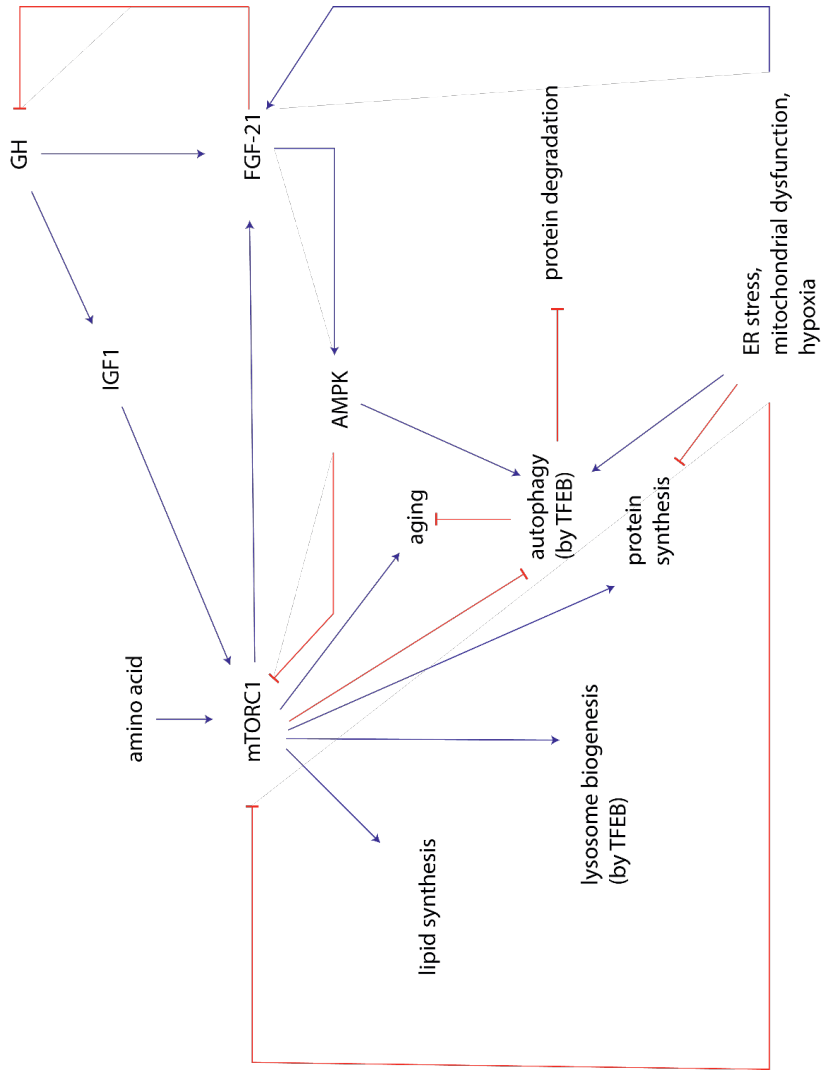 GH
FGF-21
IGF1
AMPK
protein degradation
ER stress,
mitochondrial dysfunction,
hypoxia
aging
autophagy
(by TFEB)
protein
synthesis
amino acid
mTORC1
lipid synthesis
lysosome biogenesis
(by TFEB)